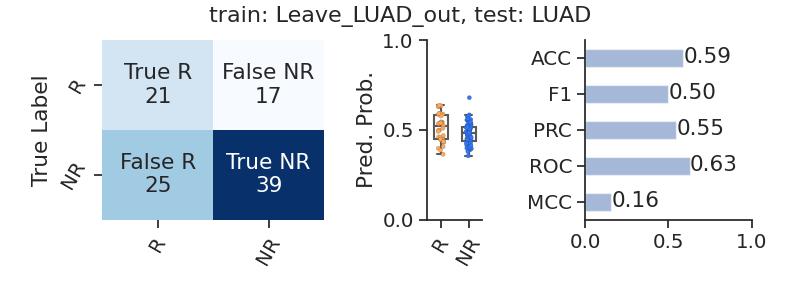 train: Leave_LUAD_out, test: LUAD
True Label
R
NR
True R
21
False NR
17
False R
25
True NR
39
R
NR
Pred. Prob.
1.0
0.5
0.0
R
NR
ACC
0.59
F1
0.50
PRC
0.55
ROC
0.63
MCC
0.16
0.0
0.5
1.0